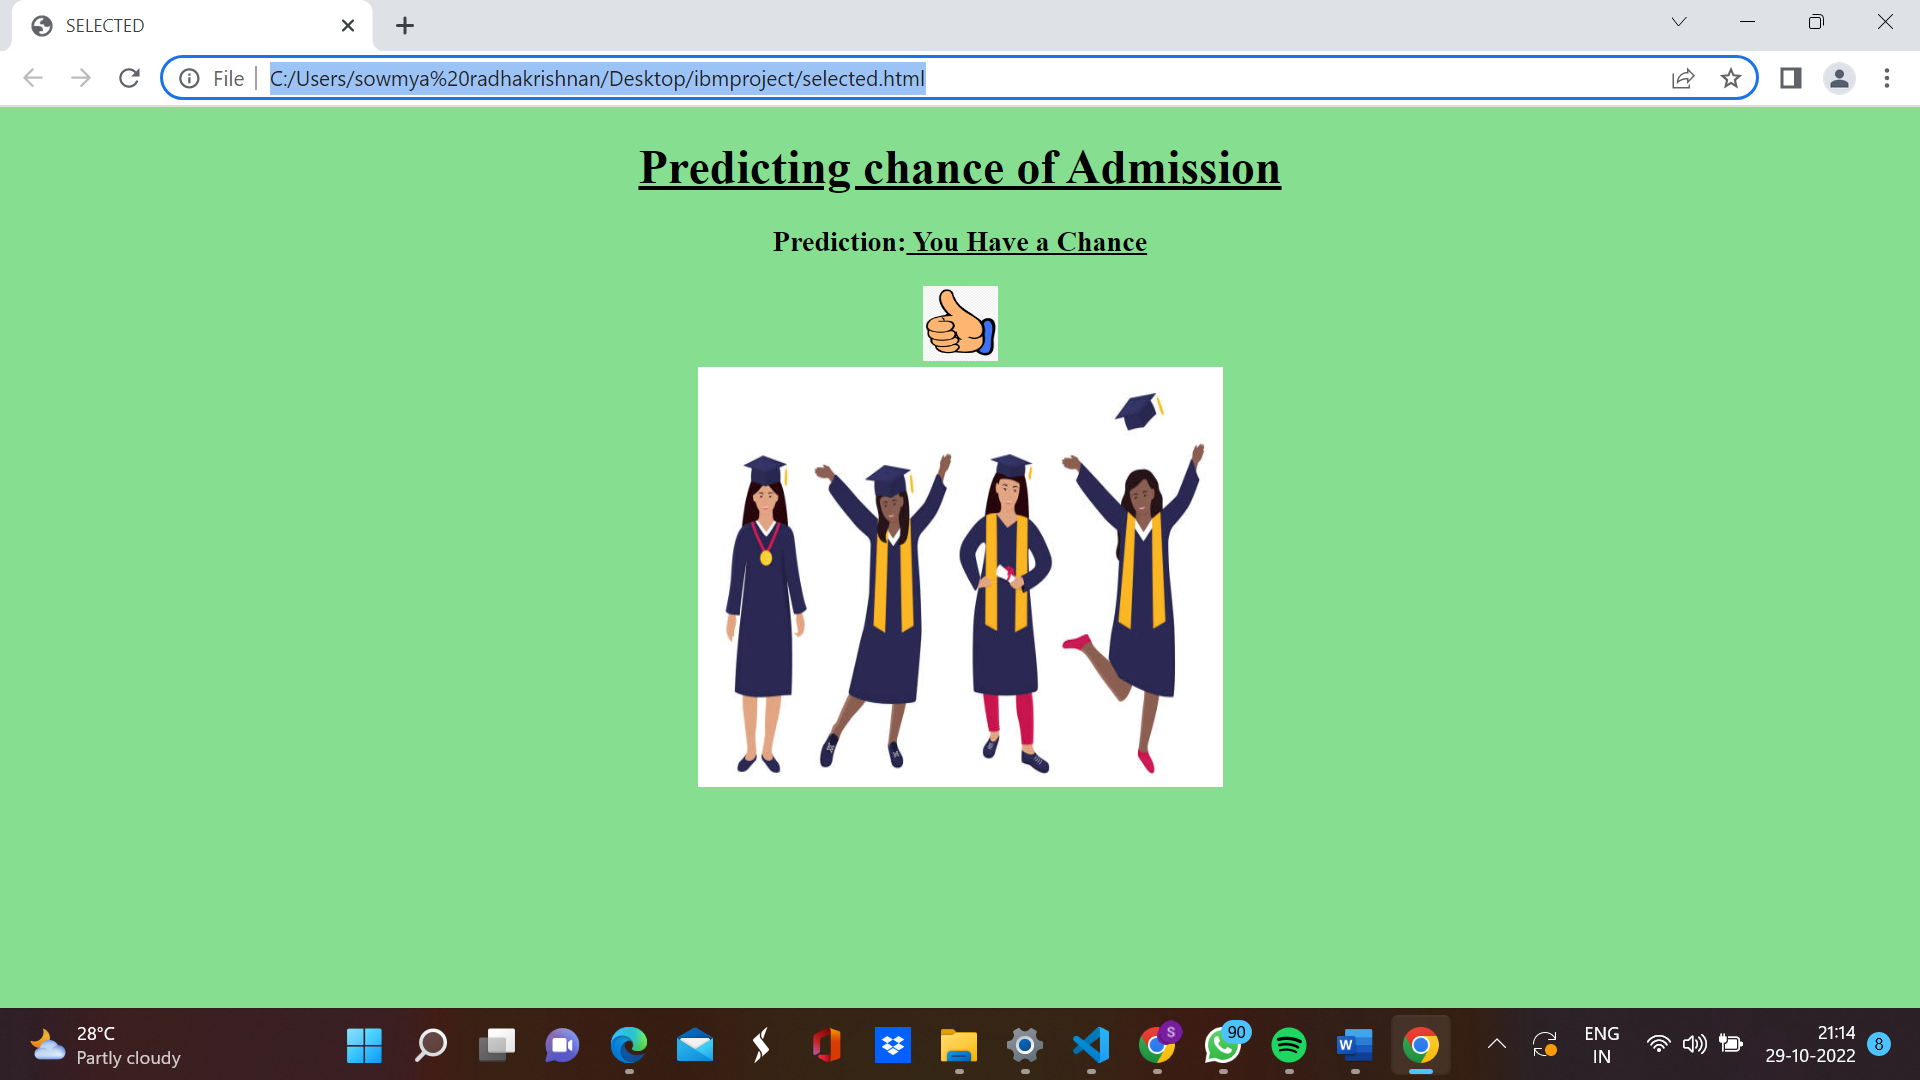 SELECTED
File
C:/Users/sowmya%20radhakrishnan/Desktop/ibmproject/selected.html
Predicting chance of Admission
Prediction: You Have a Chance
28°C
Partly cloudy
S
90
W
ENG
IN
21:14
29-10-2022
8